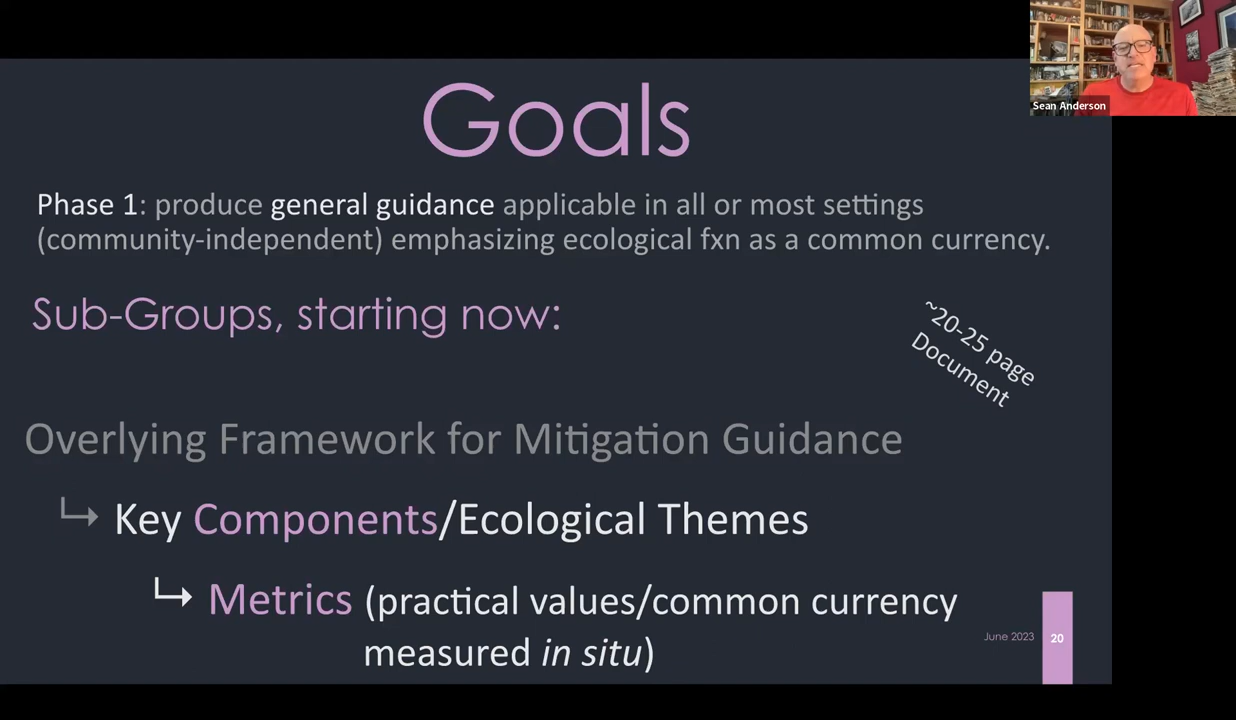 Sean Anderson
Goals
Phase 1: produce general guidance applicable in all or most settings
(community-independent) emphasizing ecological fxn as a common currency.
Sub-Groups, starting now:
~20-25 page
Document
Overlying Framework for Mitigation Guidance
Key Components/Ecological Themes
Metrics (practical values/common currency
measured in situ)
June 2023
20